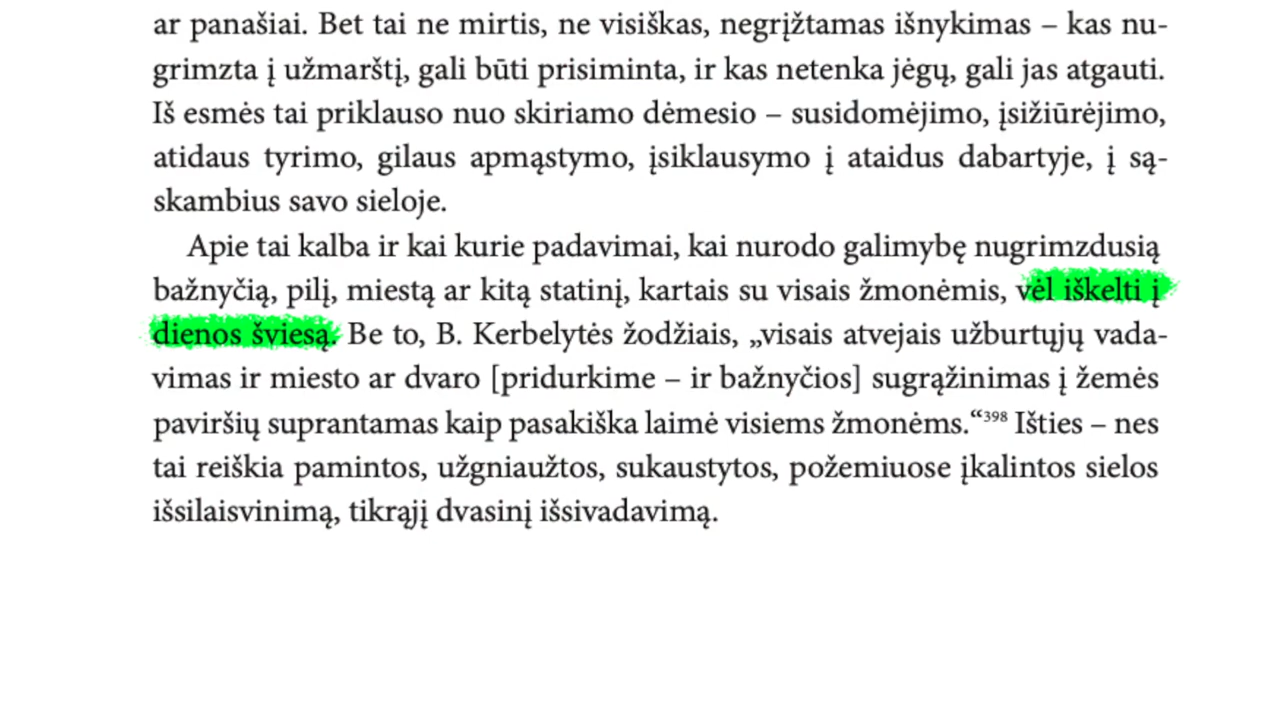 ar panašiai. Bet tai ne mirtis, ne visiškas, negrįžtamas išnykimas – kas nu-
grimzta į užmarštį, gali būti prisiminta, ir kas netenka jėgų, gali jas atgauti.
Iš esmės tai priklauso nuo skiriamo dėmesio – susidomėjimo, įsižiūrėjimo,
atidaus tyrimo, gilaus apmąstymo, įsiklausymo į ataidus dabartyje, į są-
skambius savo sieloje.
Apie tai kalba ir kai kurie padavimai, kai nurodo galimybę nugrimzdusią
bažnyčią, pilį, miestą ar kitą statinį, kartais su visais žmonėmis, vėl iškelti į
dienos šviesą. Be to, B. Kerbelytės žodžiais, „visais atvejais užburtųjų vada-
vimas ir miesto ar dvaro [pridurkime – ir bažnyčios] sugrąžinimas į žemės
paviršių suprantamas kaip pasakiška laimė visiems žmonėms.“³⁹⁸ Išties – nes
tai reiškia pamintos, užgniaužtos, sukaustytos, požemiuose įkalintos sielos
išsilaisvinimą, tikrąjį dvasinį išsivadavimą.